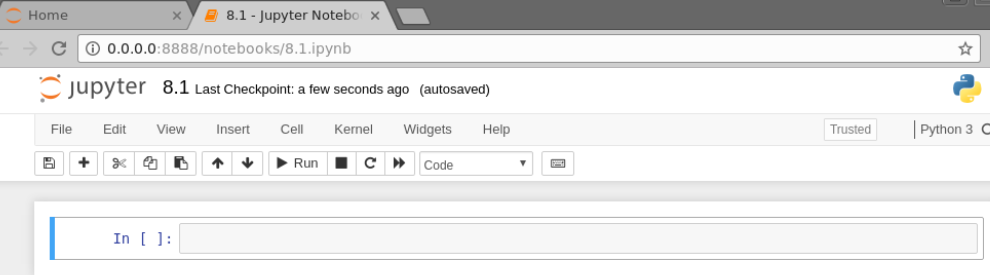 Home
8.1 - Jupyter Notebo
0.0.0.0:8888/notebooks/8.1.ipynb
jupyter 8.1 Last Checkpoint: a few seconds ago (autosaved)
File Edit View Insert Cell Kernel Widgets Help Trusted Python 3
Run Code
In [ ]: